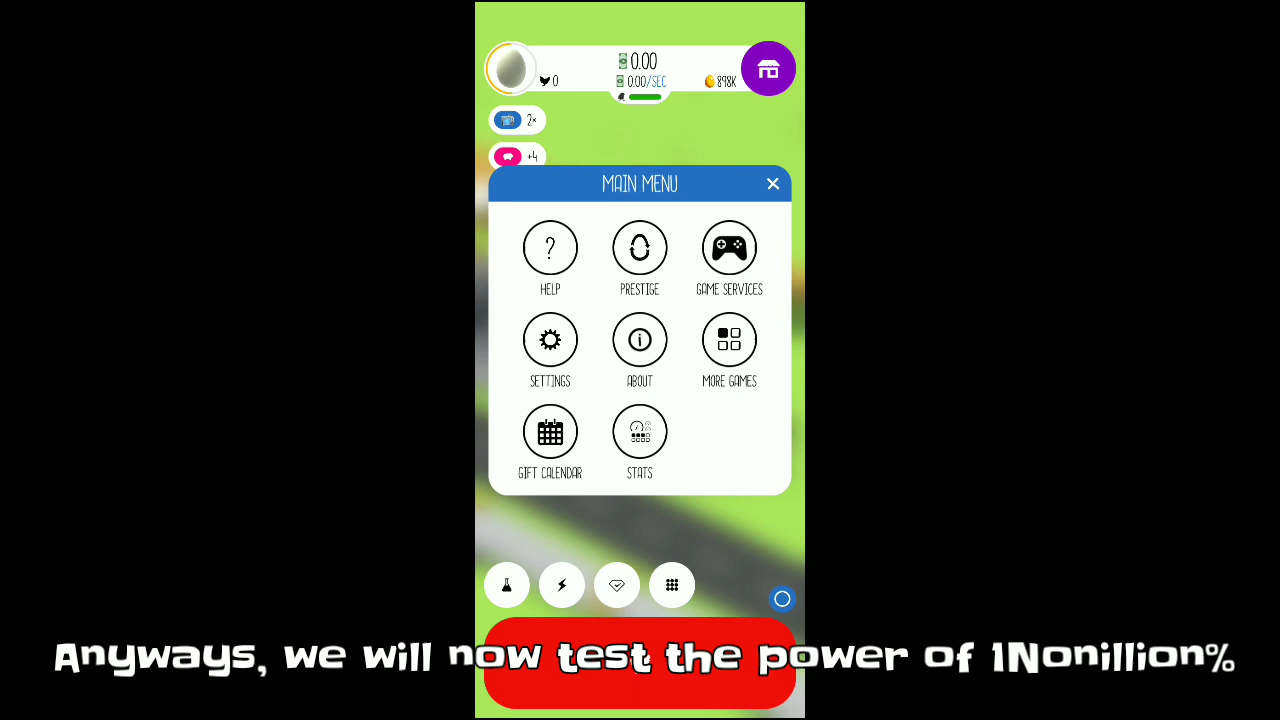 0.00
0
0.00/SEC
898K
2×
+4
MAIN MENU
?
HELP
PRESTIGE
GAME SERVICES
SETTINGS
i
ABOUT
MORE GAMES
GIFT CALENDAR
STATS
Anyways, we will now test the power of 1Nonillion%